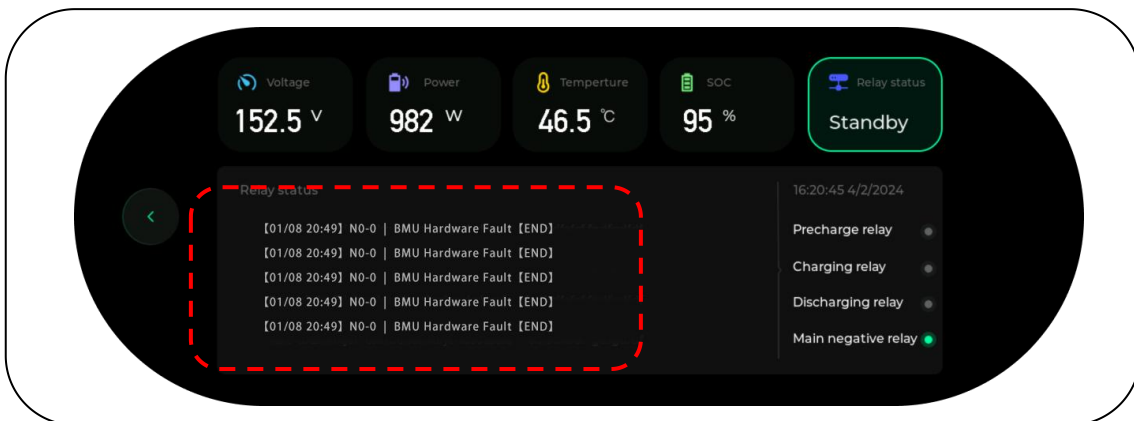 Voltage
152.5 V
Power
982 W
Temperture
46.5 ℃
SOC
95 %
Relay status
Standby
Relay status
【01/08 20:49】N0-0 | BMU Hardware Fault【END】
【01/08 20:49】N0-0 | BMU Hardware Fault【END】
【01/08 20:49】N0-0 | BMU Hardware Fault【END】
【01/08 20:49】N0-0 | BMU Hardware Fault【END】
【01/08 20:49】N0-0 | BMU Hardware Fault【END】
16:20:45 4/2/2024
Precharge relay
Charging relay
Discharging relay
Main negative relay